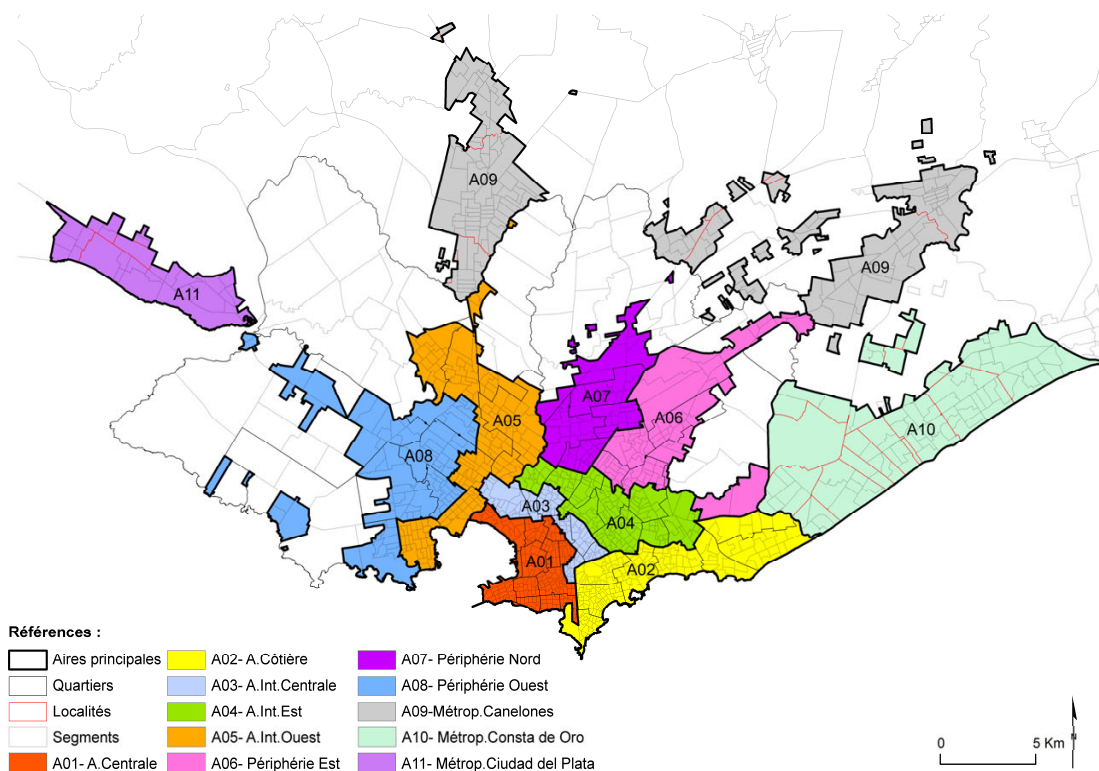 A09
A09
A11
A07
A06
A05
A10
A08
A03
A04
A01
A02
Références :
Aires principales
Quartiers
Localités
Segments
A01- A.Centrale
A02- A.Côtière
A03- A.Int.Centrale
A04- A.Int.Est
A05- A.Int.Ouest
A06- Périphérie Est
A07- Périphérie Nord
A08- Périphérie Ouest
A09-Métrop.Canelones
A10- Métrop.Consta de Oro
A11- Métrop.Ciudad del Plata
0 5 Km